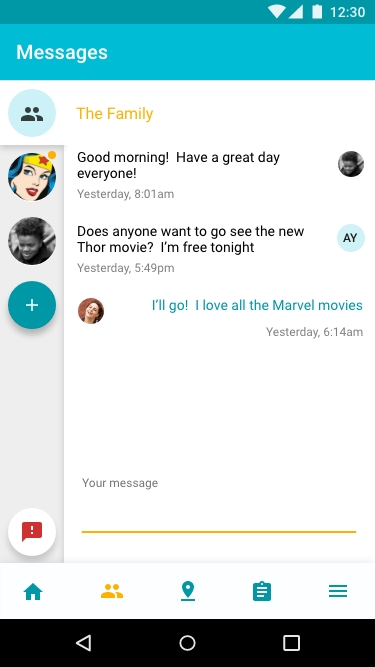 12:30
Messages
The Family
Good morning!  Have a great day
everyone!
Yesterday, 8:01am
Does anyone want to go see the new
Thor movie?  I'm free tonight
AY
Yesterday, 5:49pm
I'll go!  I love all the Marvel movies
Yesterday, 6:14am
Your message